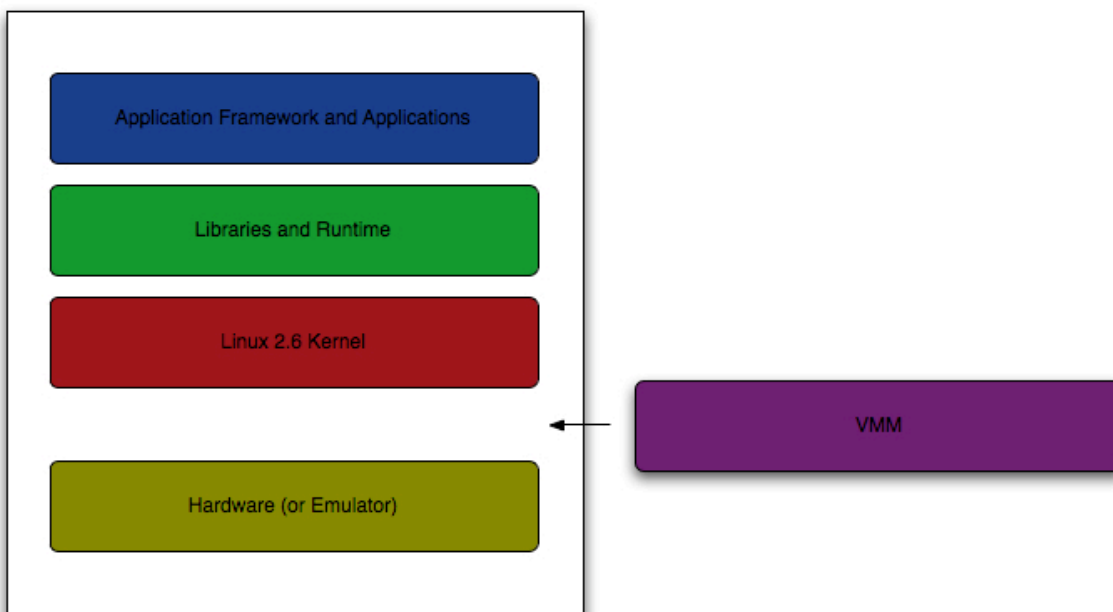 Application Framework and Applications
Libraries and Runtime
Linux 2.6 Kernel
VMM
Hardware (or Emulator)